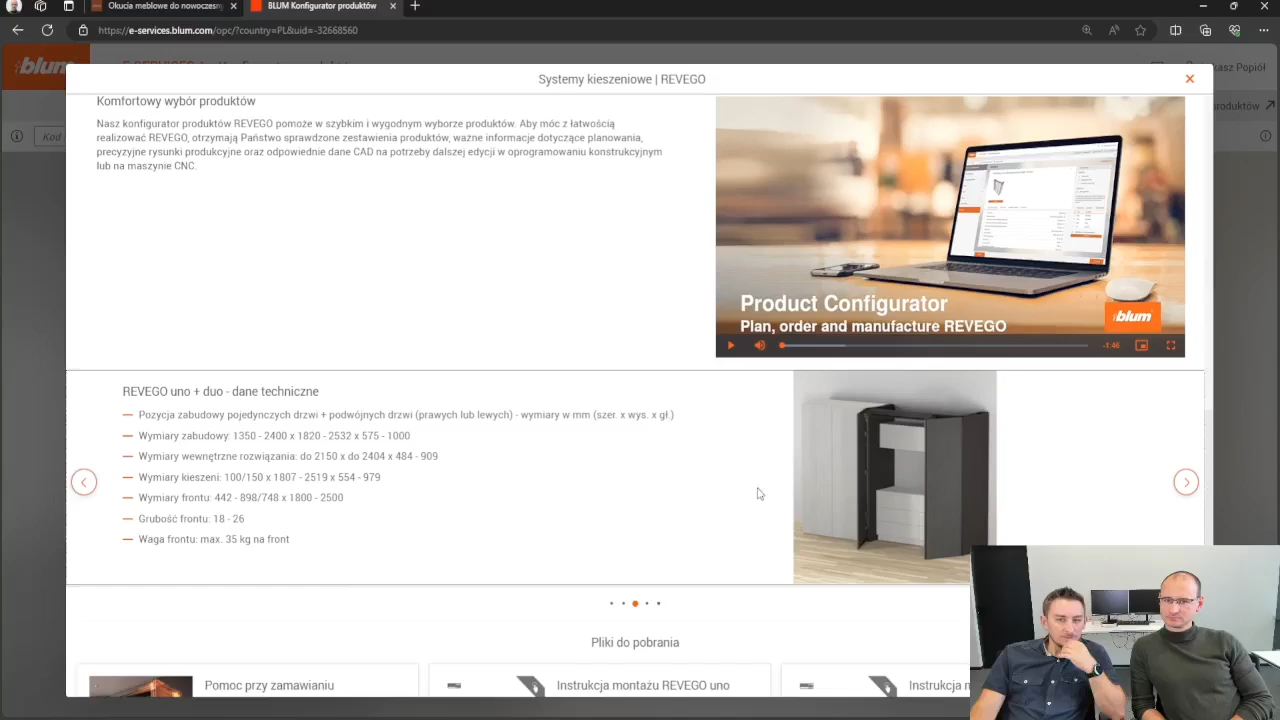 Okucia meblowe do nowoczesn
BLUM Konfigurator produktów
https://e-services.blum.com/opc/?country=PL&uid=-32668560
blum
Systemy kieszeniowe | REVEGO
asz Popiół
produktów
Kod
Komfortowy wybór produktów
Nasz konfigurator produktów REVEGO pomoże w szybkim i wygodnym wyborze produktów. Aby móc z łatwością
realizować REVEGO, otrzymają Państwo sprawdzone zestawienia produktów, ważne informacje dotyczące planowania,
precyzyjne rysunki produkcyjne oraz odpowiednie dane CAD na potrzeby dalszej edycji w oprogramowaniu konstrukcyjnym
lub na maszynie CNC.
Product Configurator
Plan, order and manufacture REVEGO
blum
-1:46
REVEGO uno + duo - dane techniczne
Pozycja zabudowy pojedynczych drzwi + podwójnych drzwi (prawych lub lewych) - wymiary w mm (szer. x wys. x gł.)
Wymiary zabudowy: 1350 - 2400 x 1820 - 2532 x 575 - 1000
Wymiary wewnętrzne rozwiązania: do 2150 x do 2404 x 484 - 909
Wymiary kieszeni: 100/150 x 1807 - 2519 x 554 - 979
Wymiary frontu: 442 - 898/748 x 1800 - 2500
Grubość frontu: 18 - 26
Waga frontu: max. 35 kg na front
Pliki do pobrania
Pomoc przy zamawianiu
Instrukcja montażu REVEGO uno
Instrukcja n